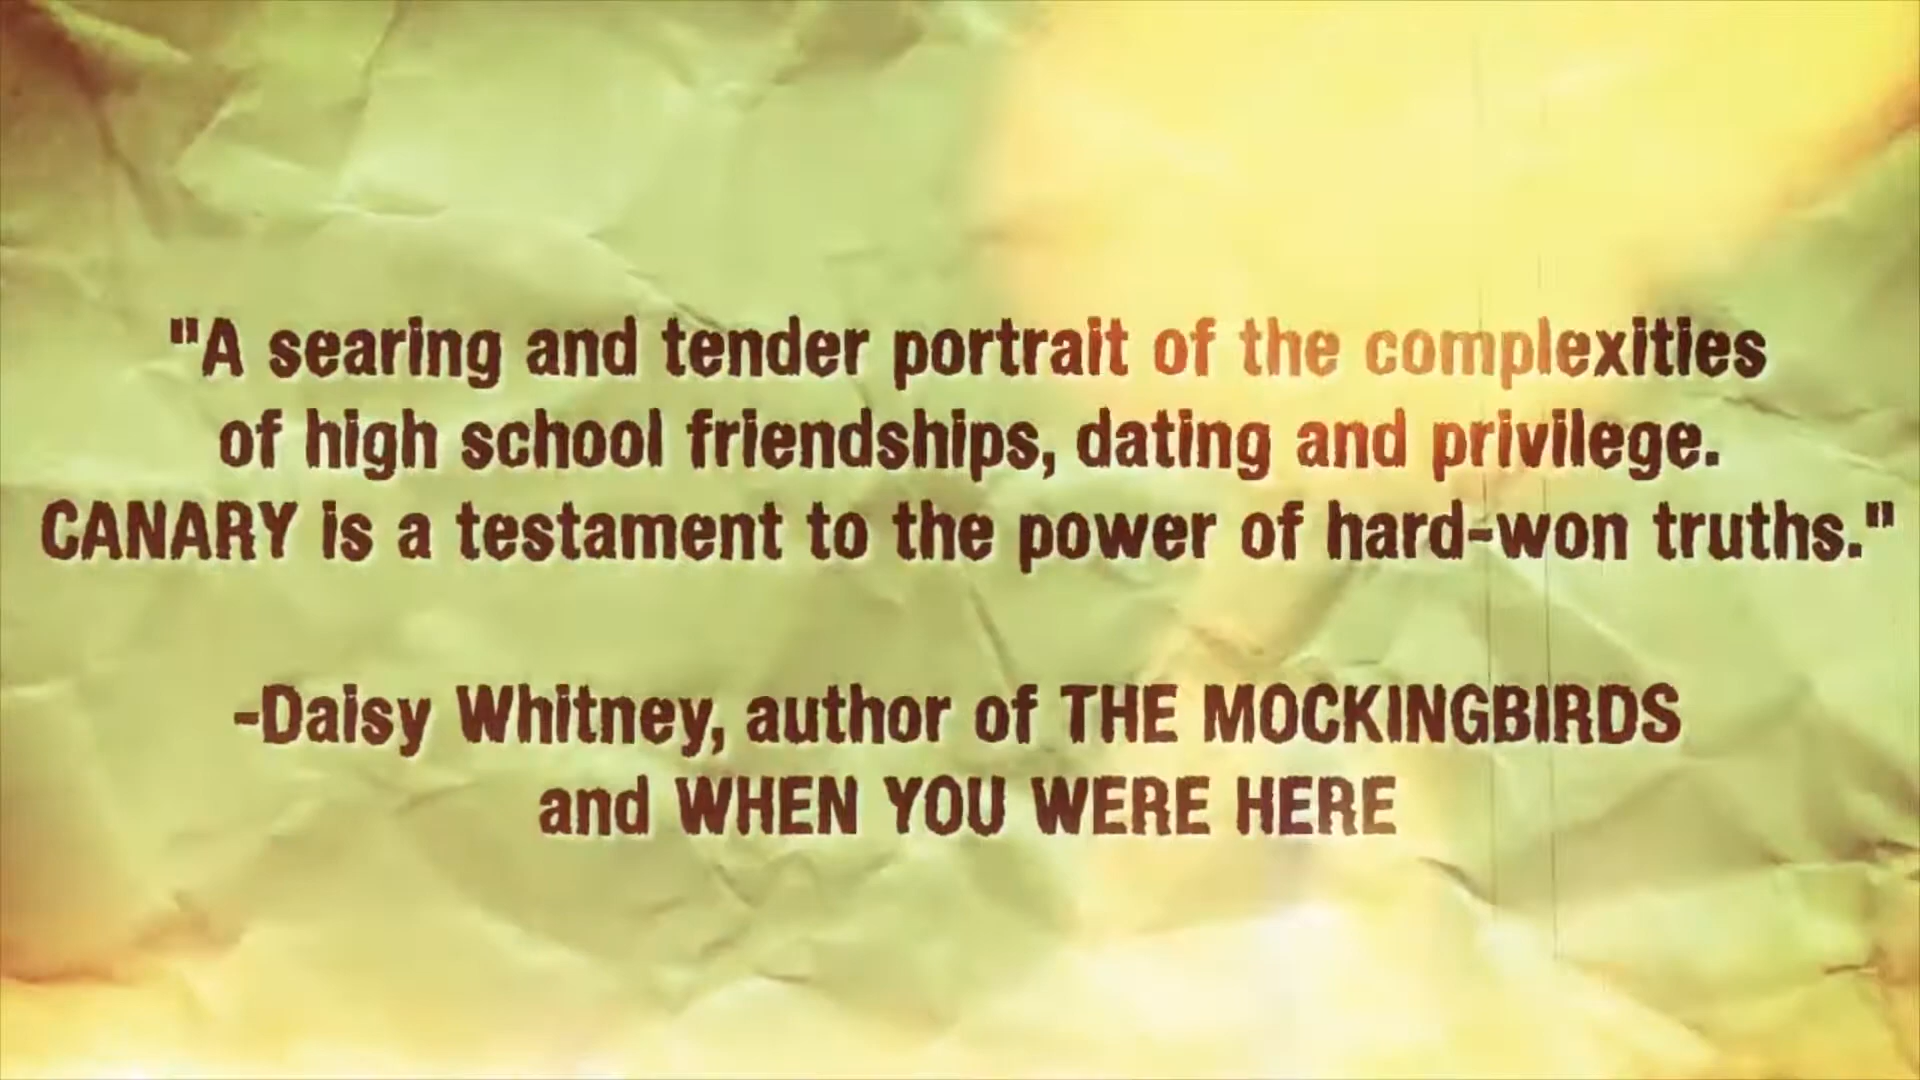 "A searing and tender portrait of the complexities
of high school friendships, dating and privilege.
CANARY is a testament to the power of hard-won truths."
-Daisy Whitney, author of THE MOCKINGBIRDS
and WHEN YOU WERE HERE